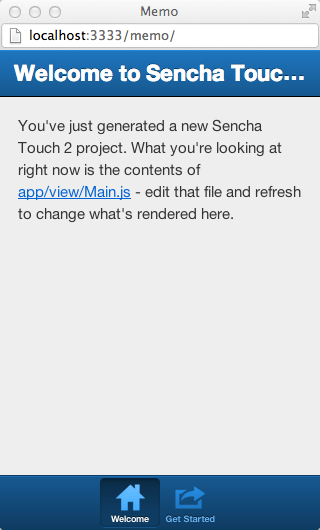 Memo
localhost:3333/memo/
Welcome to Sencha Touc...
You've just generated a new Sencha
Touch 2 project. What you're looking at
right now is the contents of
app/view/Main.js - edit that file and refresh
to change what's rendered here.
Welcome
Get Started